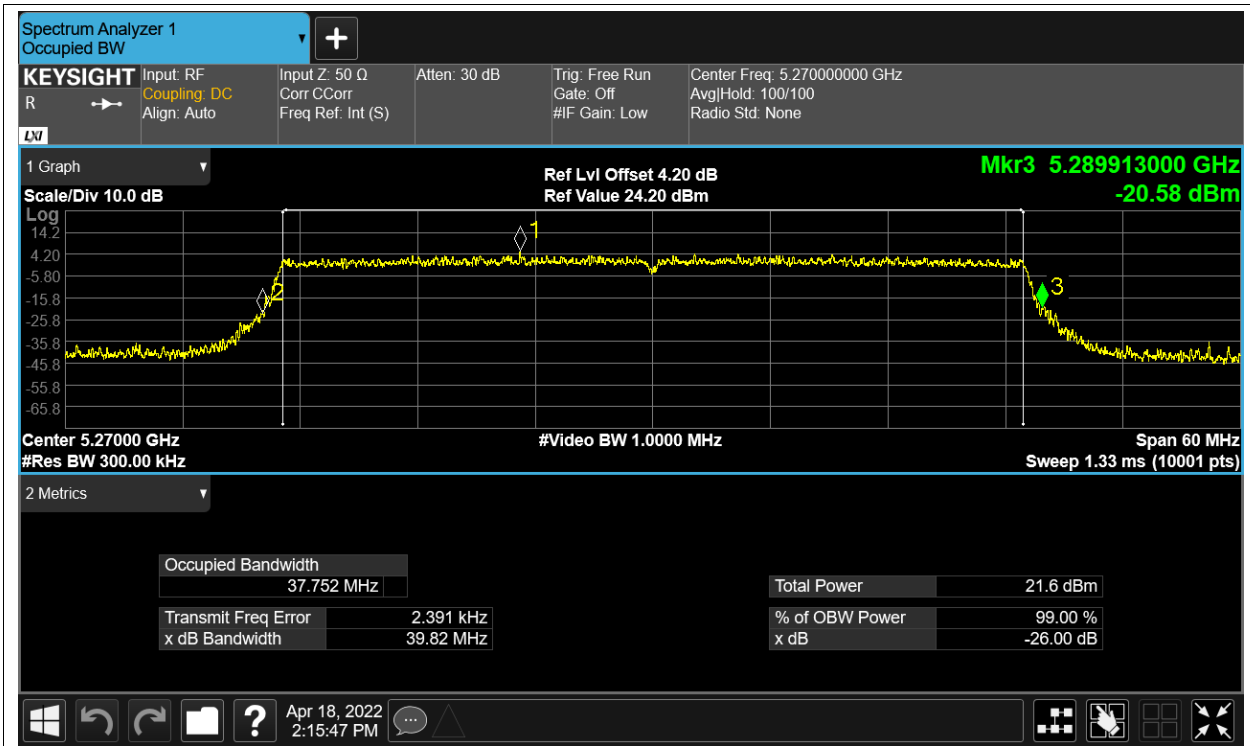 Spectrum Analyzer 1
Occupied BW
KEYSIGHT
R
LXI
Input: RF
Coupling: DC
Align: Auto
Input Z: 50 Ω
Corr CCorr
Freq Ref: Int (S)
Atten: 30 dB
Trig: Free Run
Gate: Off
#IF Gain: Low
Center Freq: 5.270000000 GHz
Avg|Hold: 100/100
Radio Std: None
1 Graph
Scale/Div 10.0 dB
Ref Lvl Offset 4.20 dB
Ref Value 24.20 dBm
Mkr3 5.289913000 GHz
-20.58 dBm
Log
14.2
4.20
-5.80
-15.8
-25.8
-35.8
-45.8
-55.8
-65.8
1
2
3
Center 5.27000 GHz
#Res BW 300.00 kHz
#Video BW 1.0000 MHz
Span 60 MHz
Sweep 1.33 ms (10001 pts)
2 Metrics
Occupied Bandwidth
37.752 MHz
Transmit Freq Error 2.391 kHz
x dB Bandwidth 39.82 MHz
Total Power 21.6 dBm
% of OBW Power 99.00 %
x dB -26.00 dB
?
Apr 18, 2022
2:15:47 PM